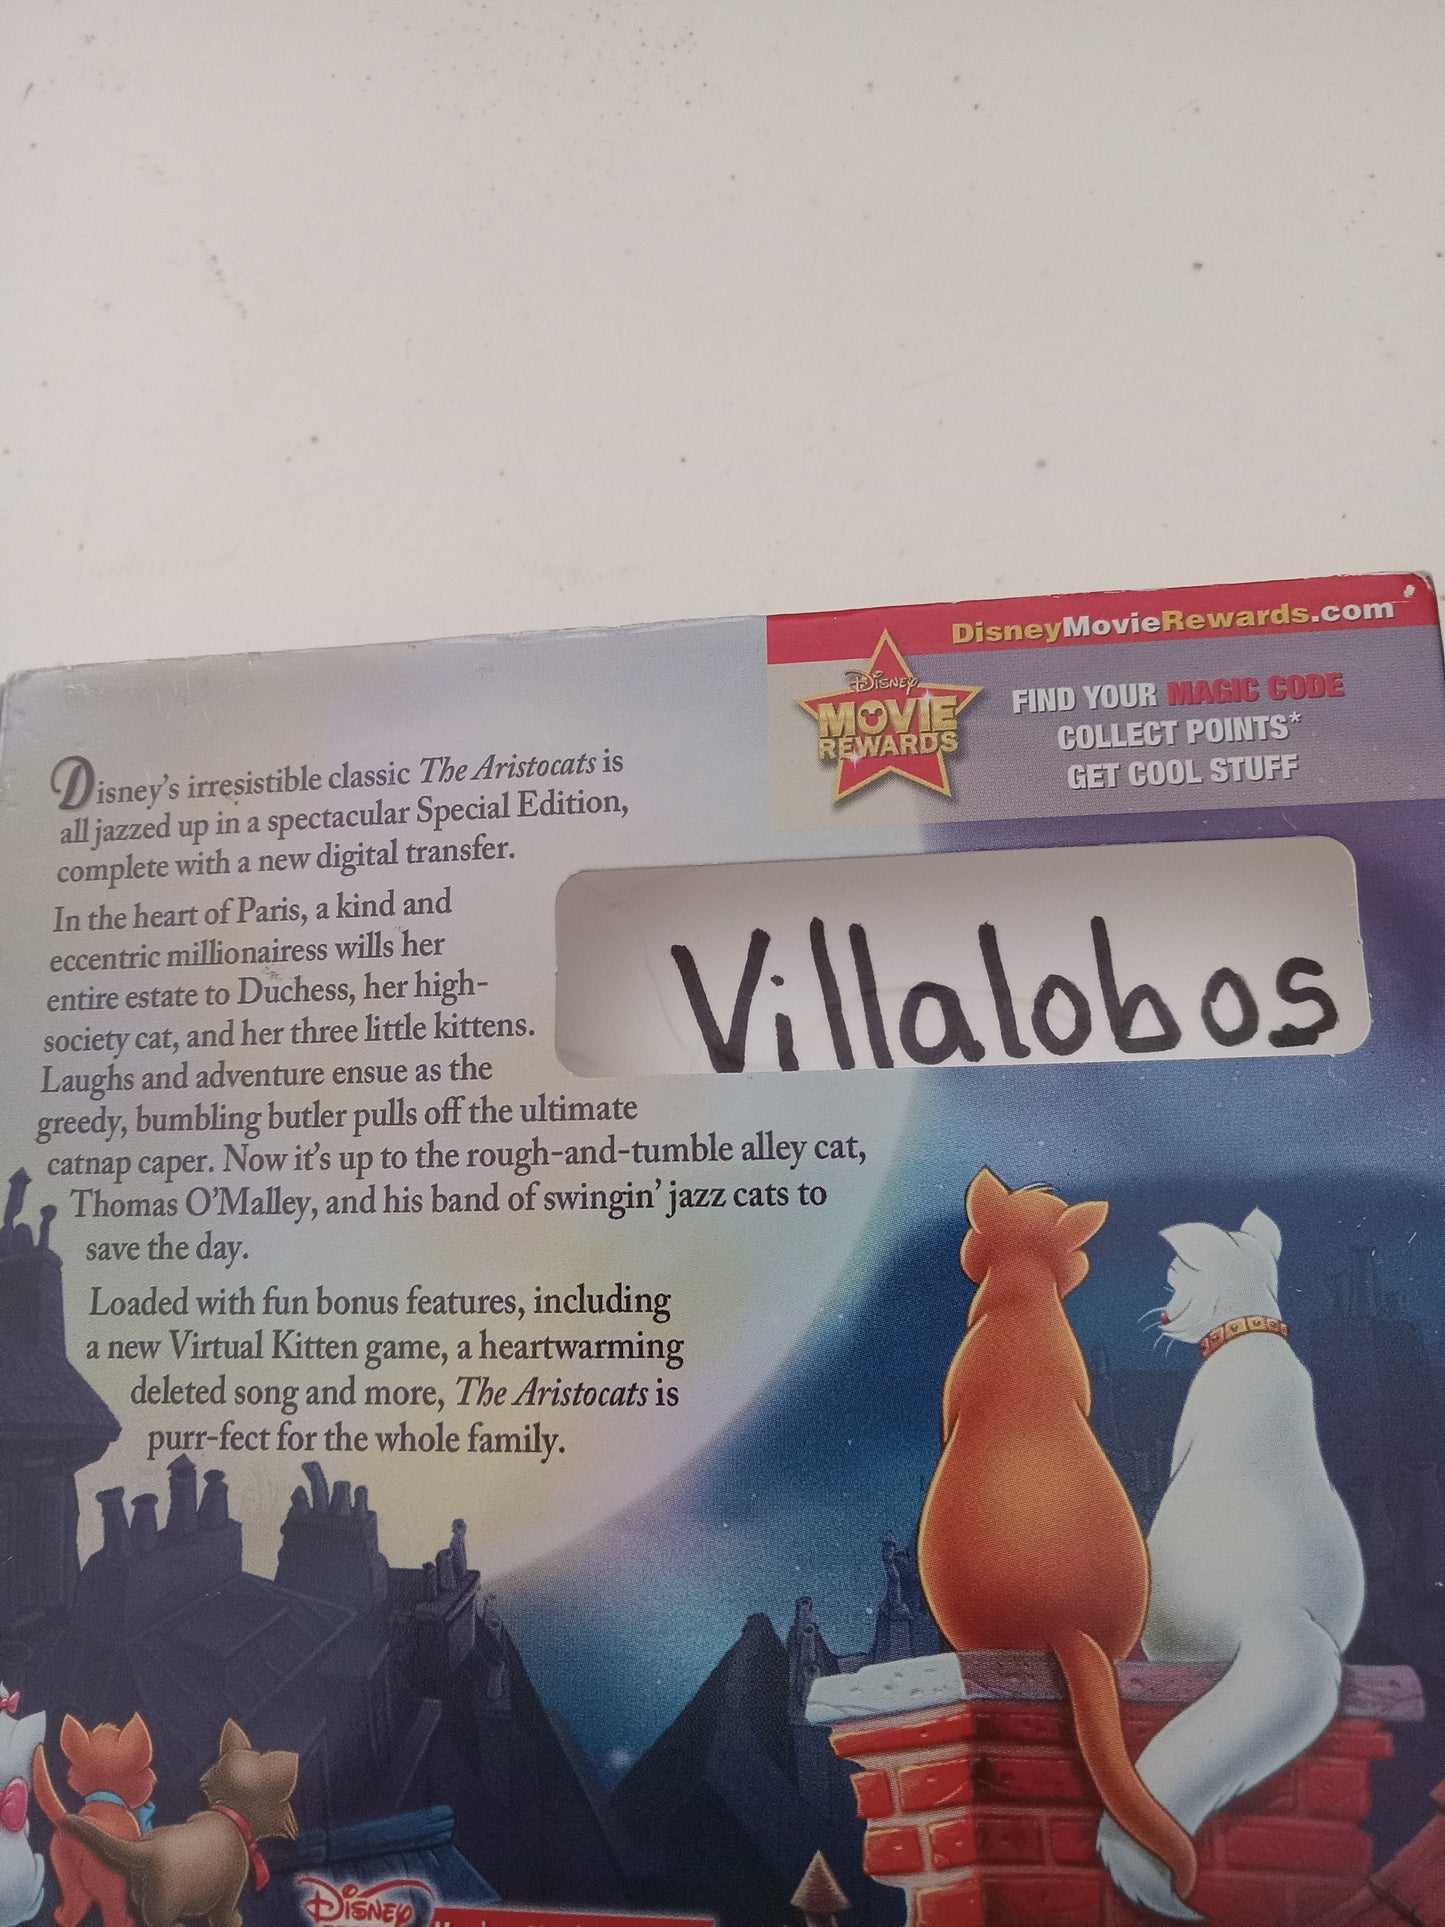 DisneyMovieRewards.com
DISNEY
MOVIE
REWARDS
FIND YOUR MAGIC CODE
COLLECT POINTS*
GET COOL STUFF
Disney's irresistible classic The Aristocats is
all jazzed up in a spectacular Special Edition,
complete with a new digital transfer.
In the heart of Paris, a kind and
eccentric millionairess wills her
entire estate to Duchess, her high-
society cat, and her three little kittens.
Laughs and adventure ensue as the
greedy, bumbling butler pulls off the ultimate
catnap caper. Now it's up to the rough-and-tumble alley cat,
Thomas O'Malley, and his band of swingin' jazz cats to
save the day.
Loaded with fun bonus features, including
a new Virtual Kitten game, a heartwarming
deleted song and more, The Aristocats is
purr-fect for the whole family.
Villalobos
DISNEY